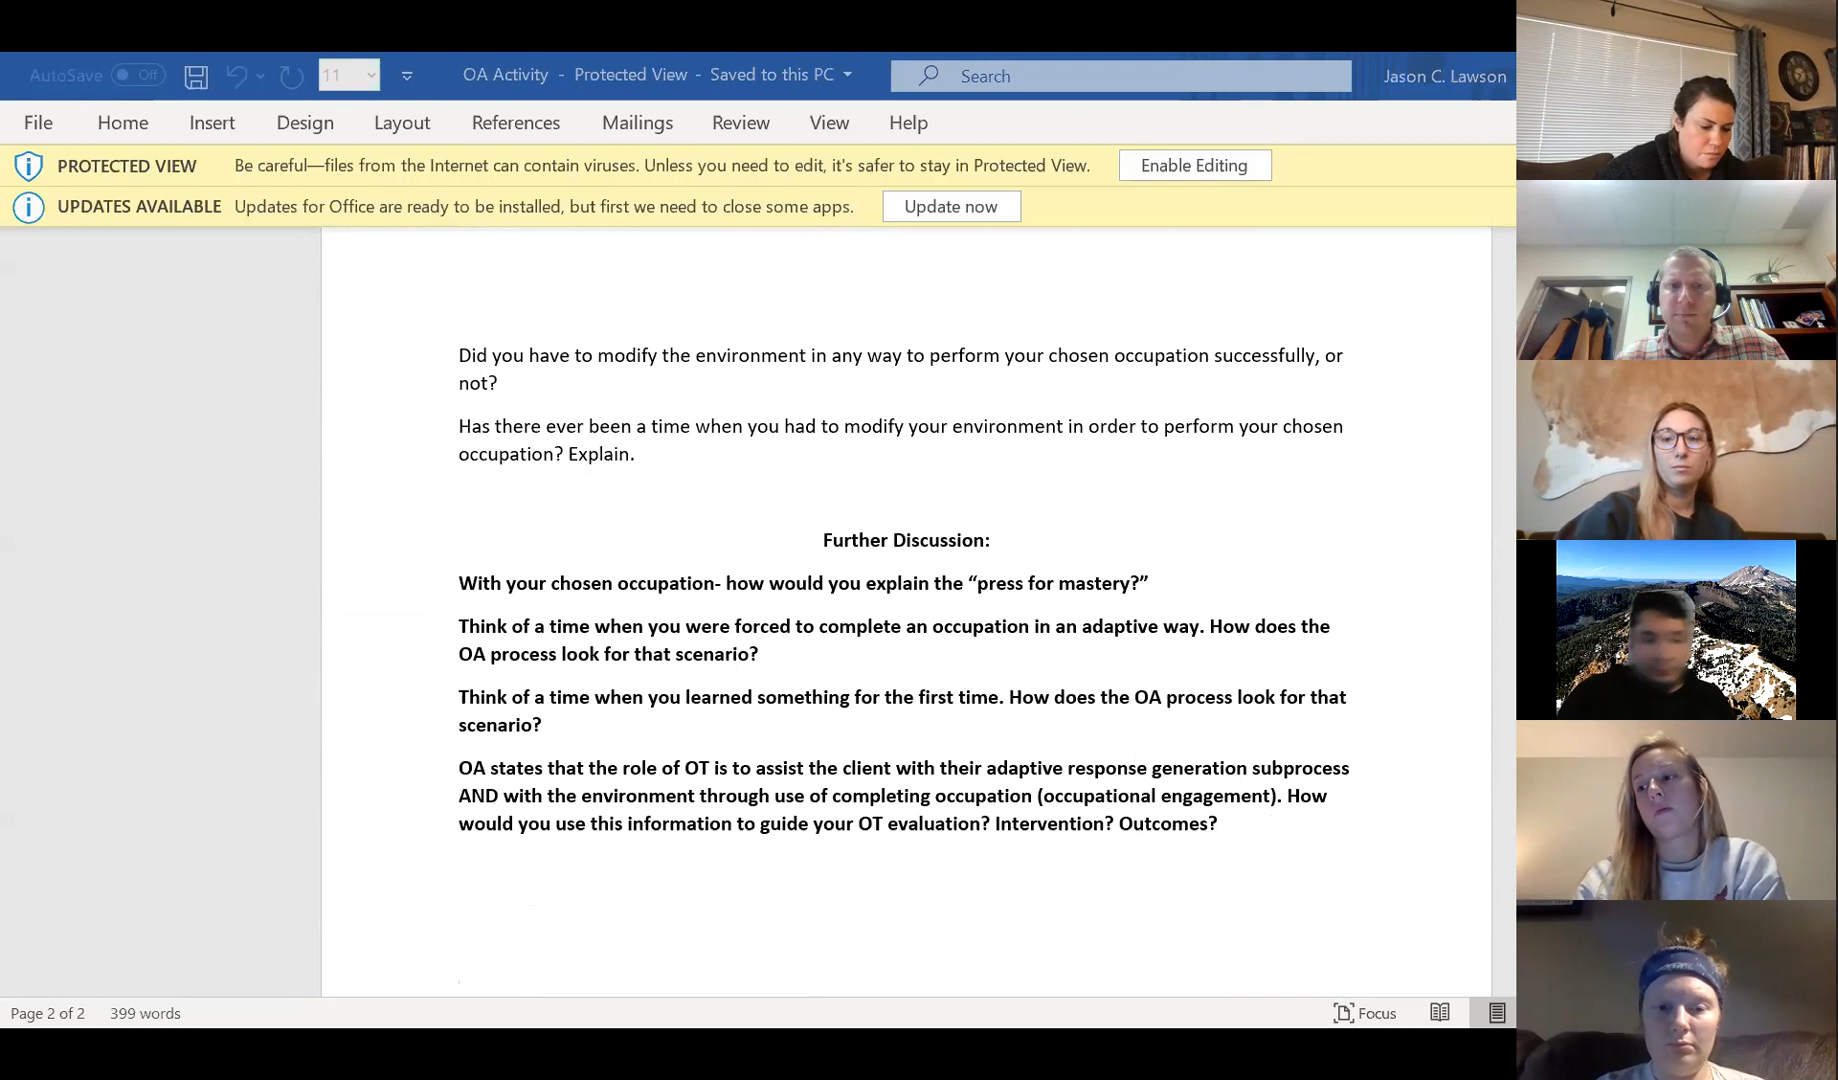 AutoSave Off 11 OA Activity - Protected View - Saved to this PC Search Jason C. Lawson
File Home Insert Design Layout References Mailings Review View Help
PROTECTED VIEW Be careful—files from the Internet can contain viruses. Unless you need to edit, it's safer to stay in Protected View. Enable Editing
UPDATES AVAILABLE Updates for Office are ready to be installed, but first we need to close some apps. Update now
Did you have to modify the environment in any way to perform your chosen occupation successfully, or
not?
Has there ever been a time when you had to modify your environment in order to perform your chosen
occupation? Explain.
Further Discussion:
With your chosen occupation- how would you explain the “press for mastery?”
Think of a time when you were forced to complete an occupation in an adaptive way. How does the
OA process look for that scenario?
Think of a time when you learned something for the first time. How does the OA process look for that
scenario?
OA states that the role of OT is to assist the client with their adaptive response generation subprocess
AND with the environment through use of completing occupation (occupational engagement). How
would you use this information to guide your OT evaluation? Intervention? Outcomes?
Page 2 of 2 399 words Focus